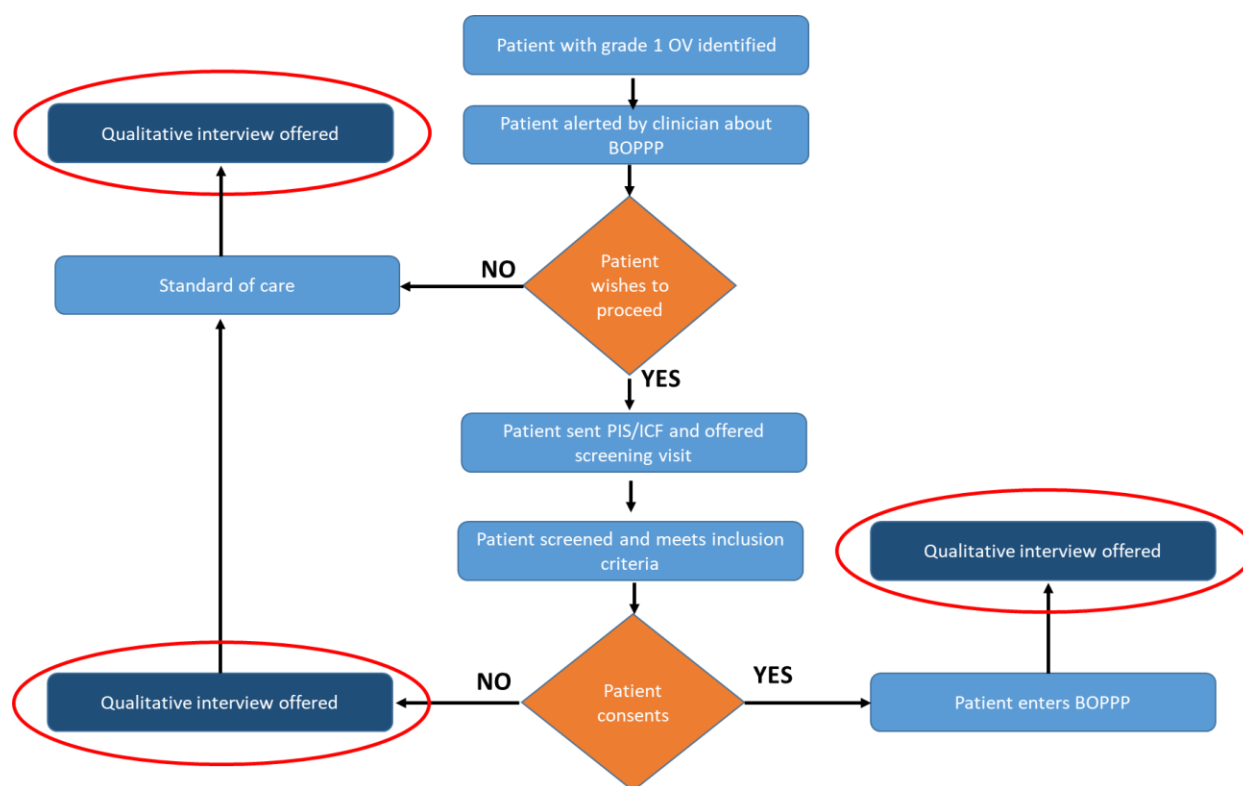 Patient with grade 1 OV identified
Qualitative interview offered
Patient alerted by clinician about
BOPPP
Standard of care
NO
Patient
wishes to
proceed
YES
Patient sent PIS/ICF and offered
screening visit
Patient screened and meets inclusion
criteria
Qualitative interview offered
Qualitative interview offered
NO
Patient
consents
YES
Patient enters BOPPP